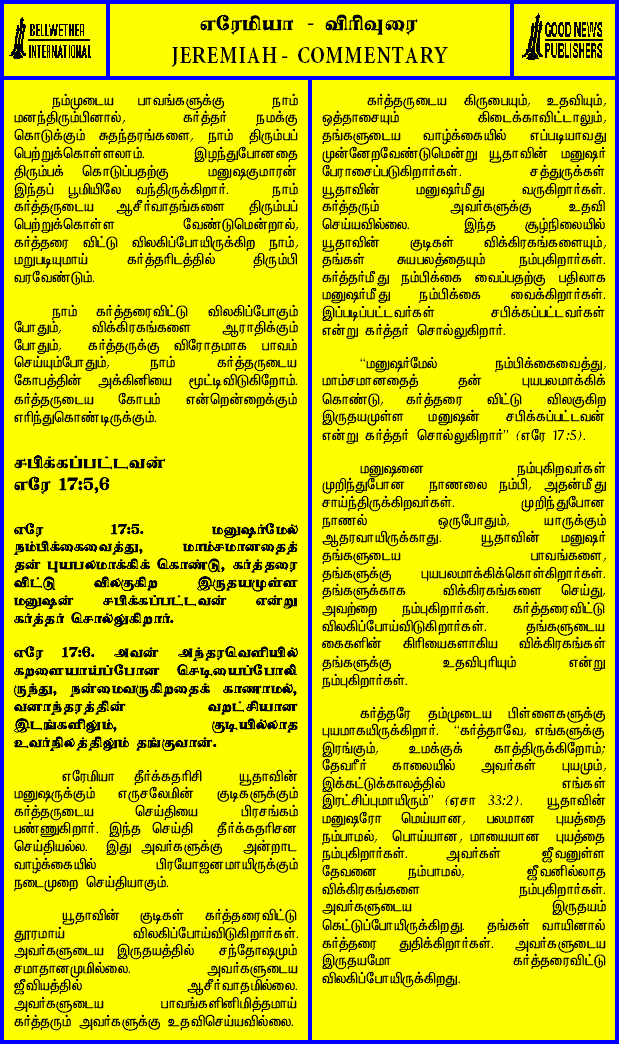 BELLWETHER
INTERNATIONAL
எரேமியா - விரிவுரை
JEREMIAH - COMMENTARY
GOOD NEWS
PUBLISHERS
நம்முடைய பாவங்களுக்கு நாம்
மனந்திரும்பினால், கர்த்தர் நமக்கு
கொடுக்கும் சுதந்தரங்களை, நாம் திரும்பப்
பெற்றுக்கொள்ளலாம். இழந்துபோனதை
திரும்பக் கொடுப்பதற்கு மனுஷகுமாரன்
இந்தப் பூமியிலே வந்திருக்கிறார். நாம்
கர்த்தருடைய ஆசீர்வாதங்களை திரும்பப்
பெற்றுக்கொள்ள வேண்டுமென்றால்,
கர்த்தரை விட்டு விலகிப்போயிருக்கிற நாம்,
மறுபடியுமாய் கர்த்தரிடத்தில் திரும்பி
வரவேண்டும்.
நாம் கர்த்தரைவிட்டு விலகிப்போகும்
போதும், விக்கிரகங்களை ஆராதிக்கும்
போதும், கர்த்தருக்கு விரோதமாக பாவம்
செய்யும்போதும், நாம் கர்த்தருடைய
கோபத்தின் அக்கினியை மூட்டிவிடுகிறோம்.
கர்த்தருடைய கோபம் என்றென்றைக்கும்
எரிந்துகொண்டிருக்கும்.
சபிக்கப்பட்டவன்
எரே 17:5,6
எரே 17:5. மனுஷர்மேல்
நம்பிக்கைவைத்து, மாம்சமானதைத்
தன் புயபலமாக்கிக் கொண்டு, கர்த்தரை
விட்டு விலகுகிற இருதயமுள்ள
மனுஷன் சபிக்கப்பட்டவன் என்று
கர்த்தர் சொல்லுகிறார்.
எரே 17:6. அவன் அந்தரவெளியில்
கறளையாய்ப்போன செடியைப்போலி
ருந்து, நன்மைவருகிறதைக் காணாமல்,
வனாந்தரத்தின் வறட்சியான
இடங்களிலும், குடியில்லாத
உவர்நிலத்திலும் தங்குவான்.
எரேமியா தீர்க்கதரிசி யூதாவின்
மனுஷருக்கும் எருசலேமின் குடிகளுக்கும்
கர்த்தருடைய செய்தியை பிரசங்கம்
பண்ணுகிறார். இந்த செய்தி தீர்க்கதரிசன
செய்தியல்ல. இது அவர்களுக்கு அன்றாட
வாழ்க்கையில் பிரயோஜனமாயிருக்கும்
நடைமுறை செய்தியாகும்.
யூதாவின் குடிகள் கர்த்தரைவிட்டு
தூரமாய் விலகிப்போய்விடுகிறார்கள்.
அவர்களுடைய இருதயத்தில் சந்தோஷமும்
சமாதானமுமில்லை. அவர்களுடைய
ஜீவியத்தில் ஆசீர்வாதமில்லை.
அவர்களுடைய பாவங்களினிமித்தமாய்
கர்த்தரும் அவர்களுக்கு உதவிசெய்யவில்லை.
கர்த்தருடைய கிருபையும், உதவியும்,
ஒத்தாசையும் கிடைக்காவிட்டாலும்,
தங்களுடைய வாழ்க்கையில் எப்படியாவது
முன்னேறவேண்டுமென்று யூதாவின் மனுஷர்
பேராசைப்படுகிறார்கள். சத்துருக்கள்
யூதாவின் மனுஷர்மீது வருகிறார்கள்.
கர்த்தரும் அவர்களுக்கு உதவி
செய்யவில்லை. இந்த சூழ்நிலையில்
யூதாவின் குடிகள் விக்கிரகங்களையும்,
தங்கள் சுயபலத்தையும் நம்புகிறார்கள்.
கர்த்தர்மீது நம்பிக்கை வைப்பதற்கு பதிலாக
மனுஷர்மீது நம்பிக்கை வைக்கிறார்கள்.
இப்படிப்பட்டவர்கள் சபிக்கப்பட்டவர்கள்
என்று கர்த்தர் சொல்லுகிறார்.
“மனுஷர்மேல் நம்பிக்கைவைத்து,
மாம்சமானதைத் தன் புயபலமாக்கிக்
கொண்டு, கர்த்தரை விட்டு விலகுகிற
இருதயமுள்ள மனுஷன் சபிக்கப்பட்டவன்
என்று கர்த்தர் சொல்லுகிறார்” (எரே 17:5).
மனுஷனை நம்புகிறவர்கள்
முறிந்துபோன நாணலை நம்பி, அதன்மீது
சாய்ந்திருக்கிறவர்கள். முறிந்துபோன
நாணல் ஒருபோதும், யாருக்கும்
ஆதரவாயிருக்காது. யூதாவின் மனுஷர்
தங்களுடைய பாவங்களை,
தங்களுக்கு புயபலமாக்கிக்கொள்கிறார்கள்.
தங்களுக்காக விக்கிரகங்களை செய்து,
அவற்றை நம்புகிறார்கள். கர்த்தரைவிட்டு
விலகிப்போய்விடுகிறார்கள். தங்களுடைய
கைகளின் கிரியைகளாகிய விக்கிரகங்கள்
தங்களுக்கு உதவிபுரியும் என்று
நம்புகிறார்கள்.
கர்த்தரே தம்முடைய பிள்ளைகளுக்கு
புயமாகயிருக்கிறார். “கர்த்தாவே, எங்களுக்கு
இரங்கும், உமக்குக் காத்திருக்கிறோம்;
தேவரீர் காலையில் அவர்கள் புயமும்,
இக்கட்டுக்காலத்தில் எங்கள்
இரட்சிப்புமாயிரும்” (ஏசா 33:2). யூதாவின்
மனுஷரோ மெய்யான, பலமான புயத்தை
நம்பாமல், பொய்யான, மாயையான புயத்தை
நம்புகிறார்கள். அவர்கள் ஜீவனுள்ள
தேவனை நம்பாமல், ஜீவனில்லாத
விக்கிரகங்களை நம்புகிறார்கள்.
அவர்களுடைய இருதயம்
கெட்டுப்போயிருக்கிறது. தங்கள் வாயினால்
கர்த்தரை துதிக்கிறார்கள். அவர்களுடைய
இருதயமோ கர்த்தரைவிட்டு
விலகிப்போயிருக்கிறது.